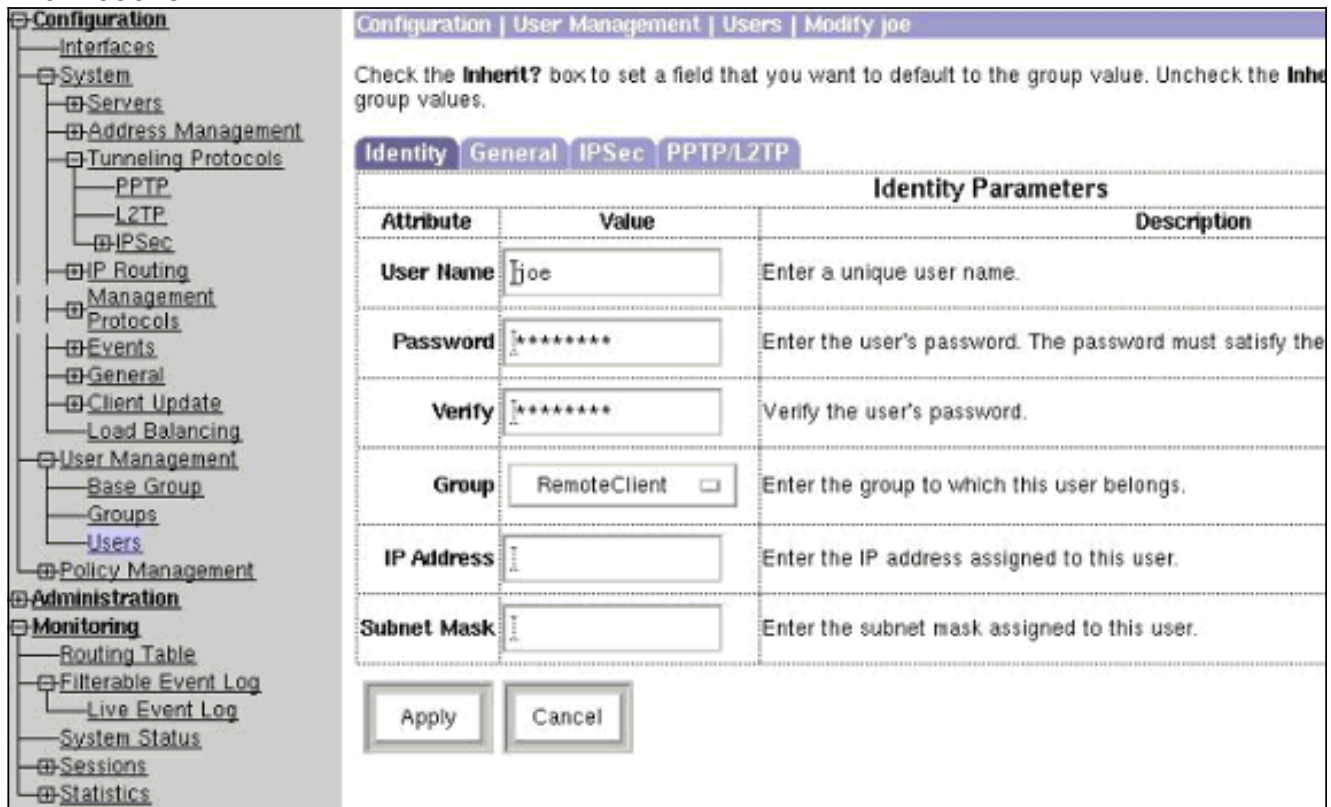 Configuration
Interfaces
System
Servers
Address Management
Tunneling Protocols
PPTP
L2TP
IPSec
IP Routing
Management
Protocols
Events
General
Client Update
Load Balancing
User Management
Base Group
Groups
Users
Policy Management
Administration
Monitoring
Routing Table
Filterable Event Log
Live Event Log
System Status
Sessions
Statistics
Configuration | User Management | Users | Modify joe
Check the Inherit? box to set a field that you want to default to the group value. Uncheck the Inhe
group values.
Identity General IPSec PPTP/L2TP
Identity Parameters
Attribute Value Description
User Name joe Enter a unique user name.
Password ******** Enter the user's password. The password must satisfy the
Verify ******** Verify the user's password.
Group RemoteClient Enter the group to which this user belongs.
IP Address Enter the IP address assigned to this user.
Subnet Mask Enter the subnet mask assigned to this user.
Apply Cancel